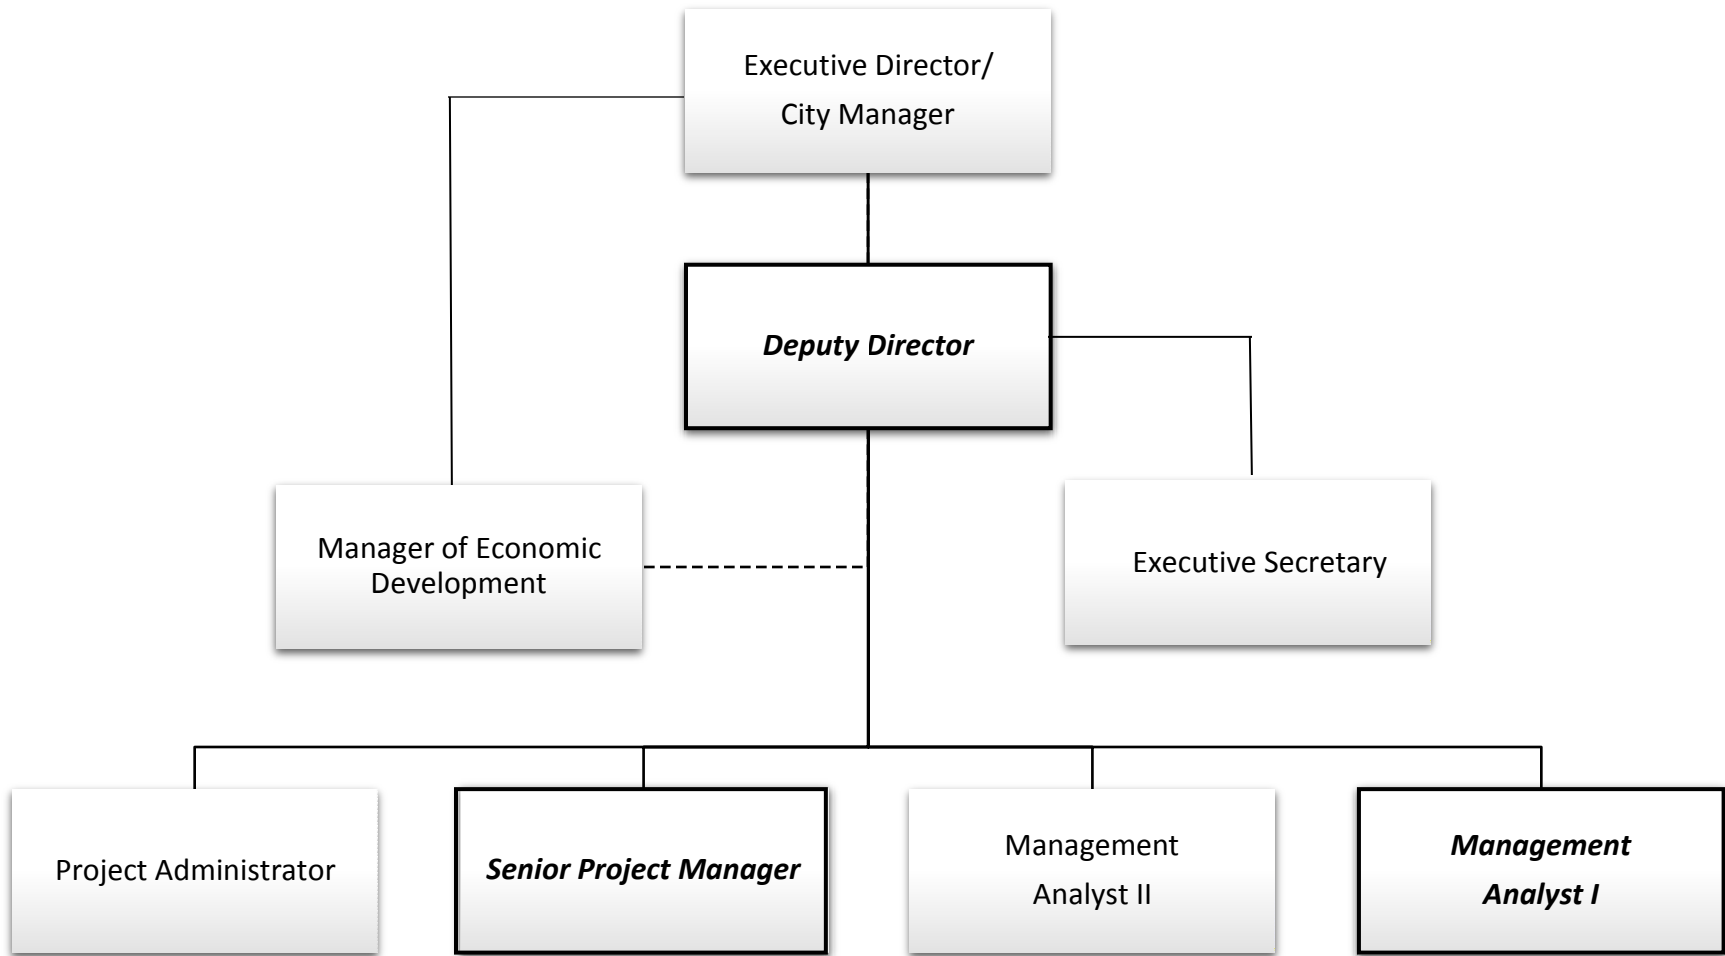 Executive Director/
City Manager
Deputy Director
Manager of Economic
Development
Executive Secretary
Project Administrator
Senior Project Manager
Management
Analyst II
Management
Analyst I